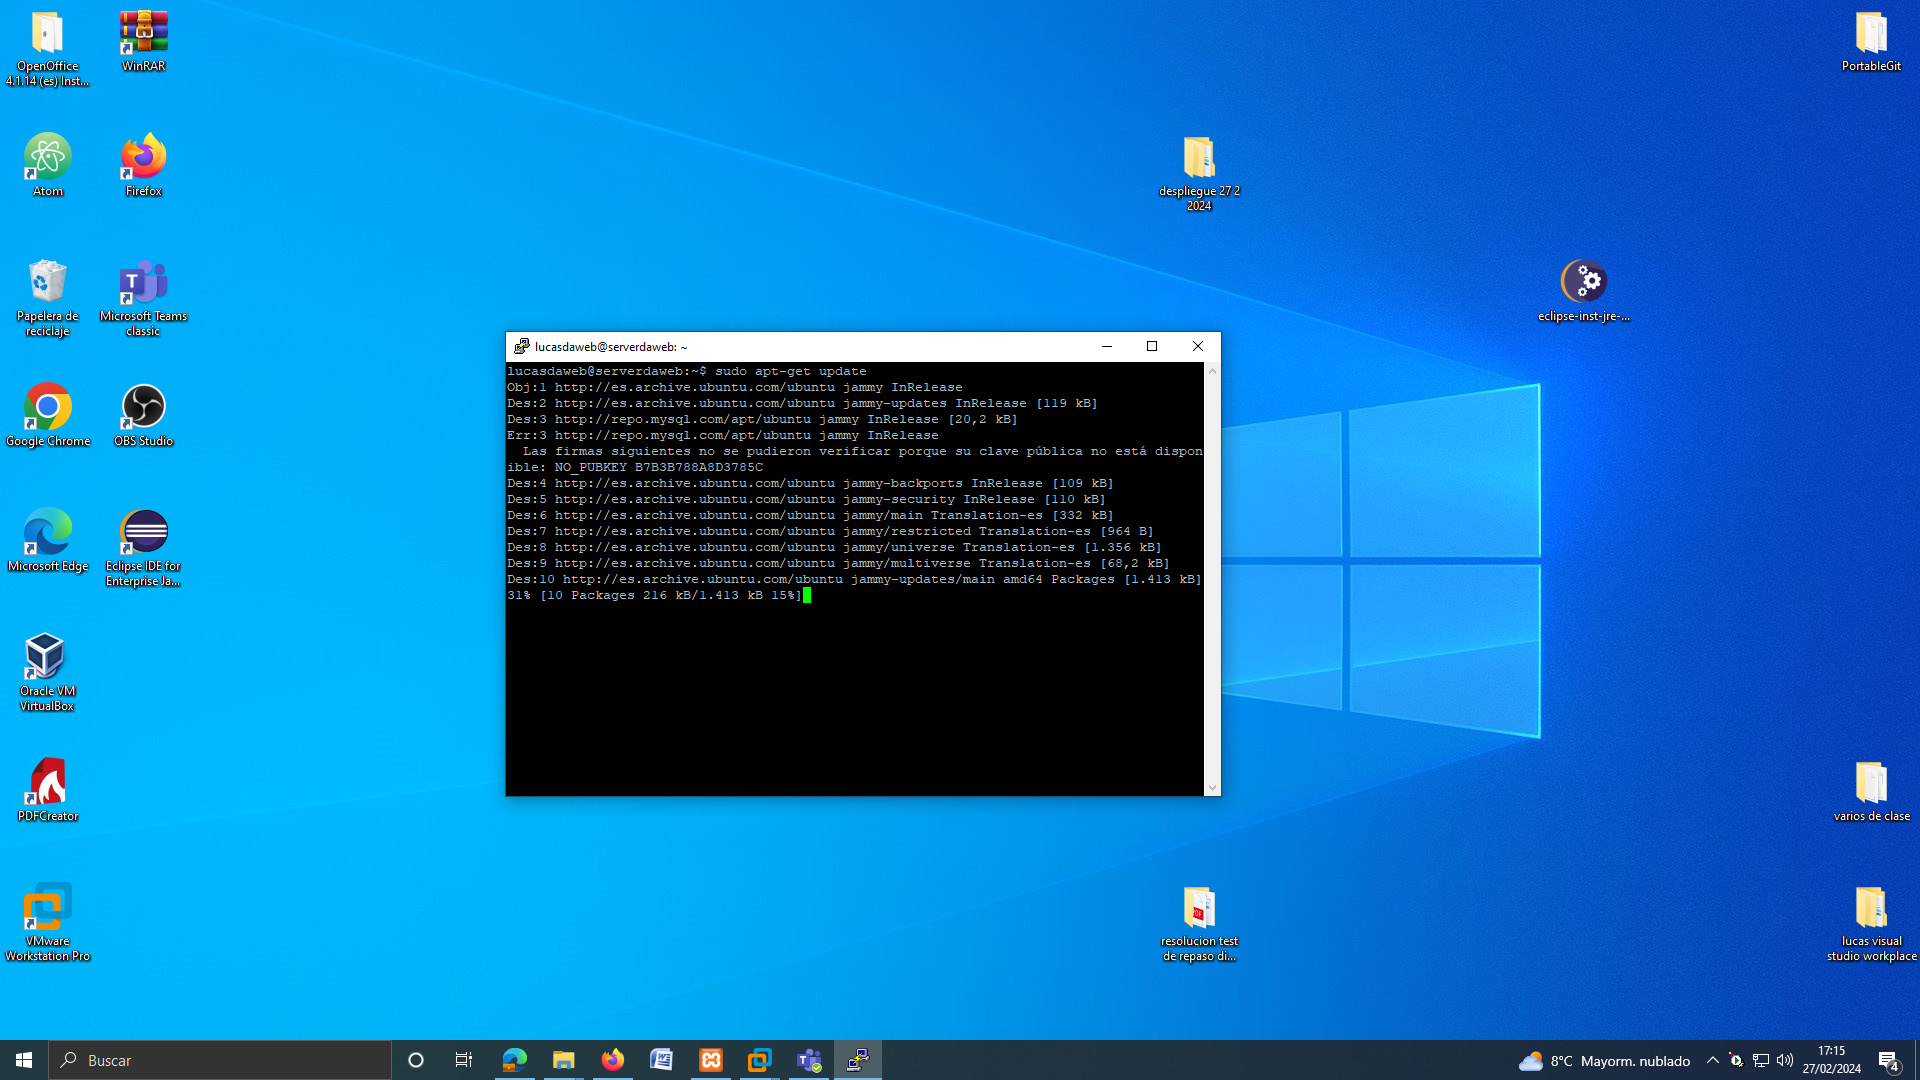 OpenOffice
4.1.14 (es) Inst...
WinRAR
PortableGit
Atom
Firefox
despliegue 27 2
2024
Papelera de
reciclaje
Microsoft Teams
classic
eclipse-inst-jre-...
Google Chrome
OBS Studio
Microsoft Edge
Eclipse IDE for
Enterprise Ja...
Oracle VM
VirtualBox
PDFCreator
VMware
Workstation Pro
lucasdaweb@serverdaweb: ~
lucasdaweb@serverdaweb:~$ sudo apt-get update
Obj:1 http://es.archive.ubuntu.com/ubuntu jammy InRelease
Des:2 http://es.archive.ubuntu.com/ubuntu jammy-updates InRelease [119 kB]
Des:3 http://repo.mysql.com/apt/ubuntu jammy InRelease [20,2 kB]
Err:3 http://repo.mysql.com/apt/ubuntu jammy InRelease
  Las firmas siguientes no se pudieron verificar porque su clave pública no está dispon
ible: NO_PUBKEY B7B3B788A8D3785C
Des:4 http://es.archive.ubuntu.com/ubuntu jammy-backports InRelease [109 kB]
Des:5 http://es.archive.ubuntu.com/ubuntu jammy-security InRelease [110 kB]
Des:6 http://es.archive.ubuntu.com/ubuntu jammy/main Translation-es [332 kB]
Des:7 http://es.archive.ubuntu.com/ubuntu jammy/restricted Translation-es [964 B]
Des:8 http://es.archive.ubuntu.com/ubuntu jammy/universe Translation-es [1.356 kB]
Des:9 http://es.archive.ubuntu.com/ubuntu jammy/multiverse Translation-es [68,2 kB]
Des:10 http://es.archive.ubuntu.com/ubuntu jammy-updates/main amd64 Packages [1.413 kB]
31% [10 Packages 216 kB/1.413 kB 15%]
varios de clase
resolucion test
de repaso di...
lucas visual
studio workplace
Buscar
8°C Mayorm. nublado
17:15
27/02/2024
4